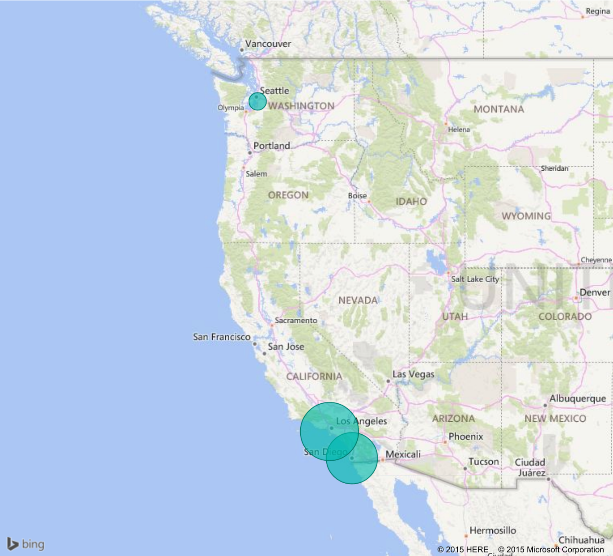 Regina
Vancouver
Seattle
Olympia
WASHINGTON
MONTANA
Helena
Portland
Salem
Sheridan
OREGON
Boise
IDAHO
WYOMING
Cheyenne
Salt Lake City
UNIT
Denver
NEVADA
UTAH
COLORADO
Sacramento
San Francisco
San Jose
CALIFORNIA
Las Vegas
Albuquerque
Los Angeles
ARIZONA
NEW MEXICO
Phoenix
San Diego
Mexicali
Tucson
Ciudad
Juárez
Hermosillo
Chihuahua
bing
© 2015 HERE © 2015 Microsoft Corporation